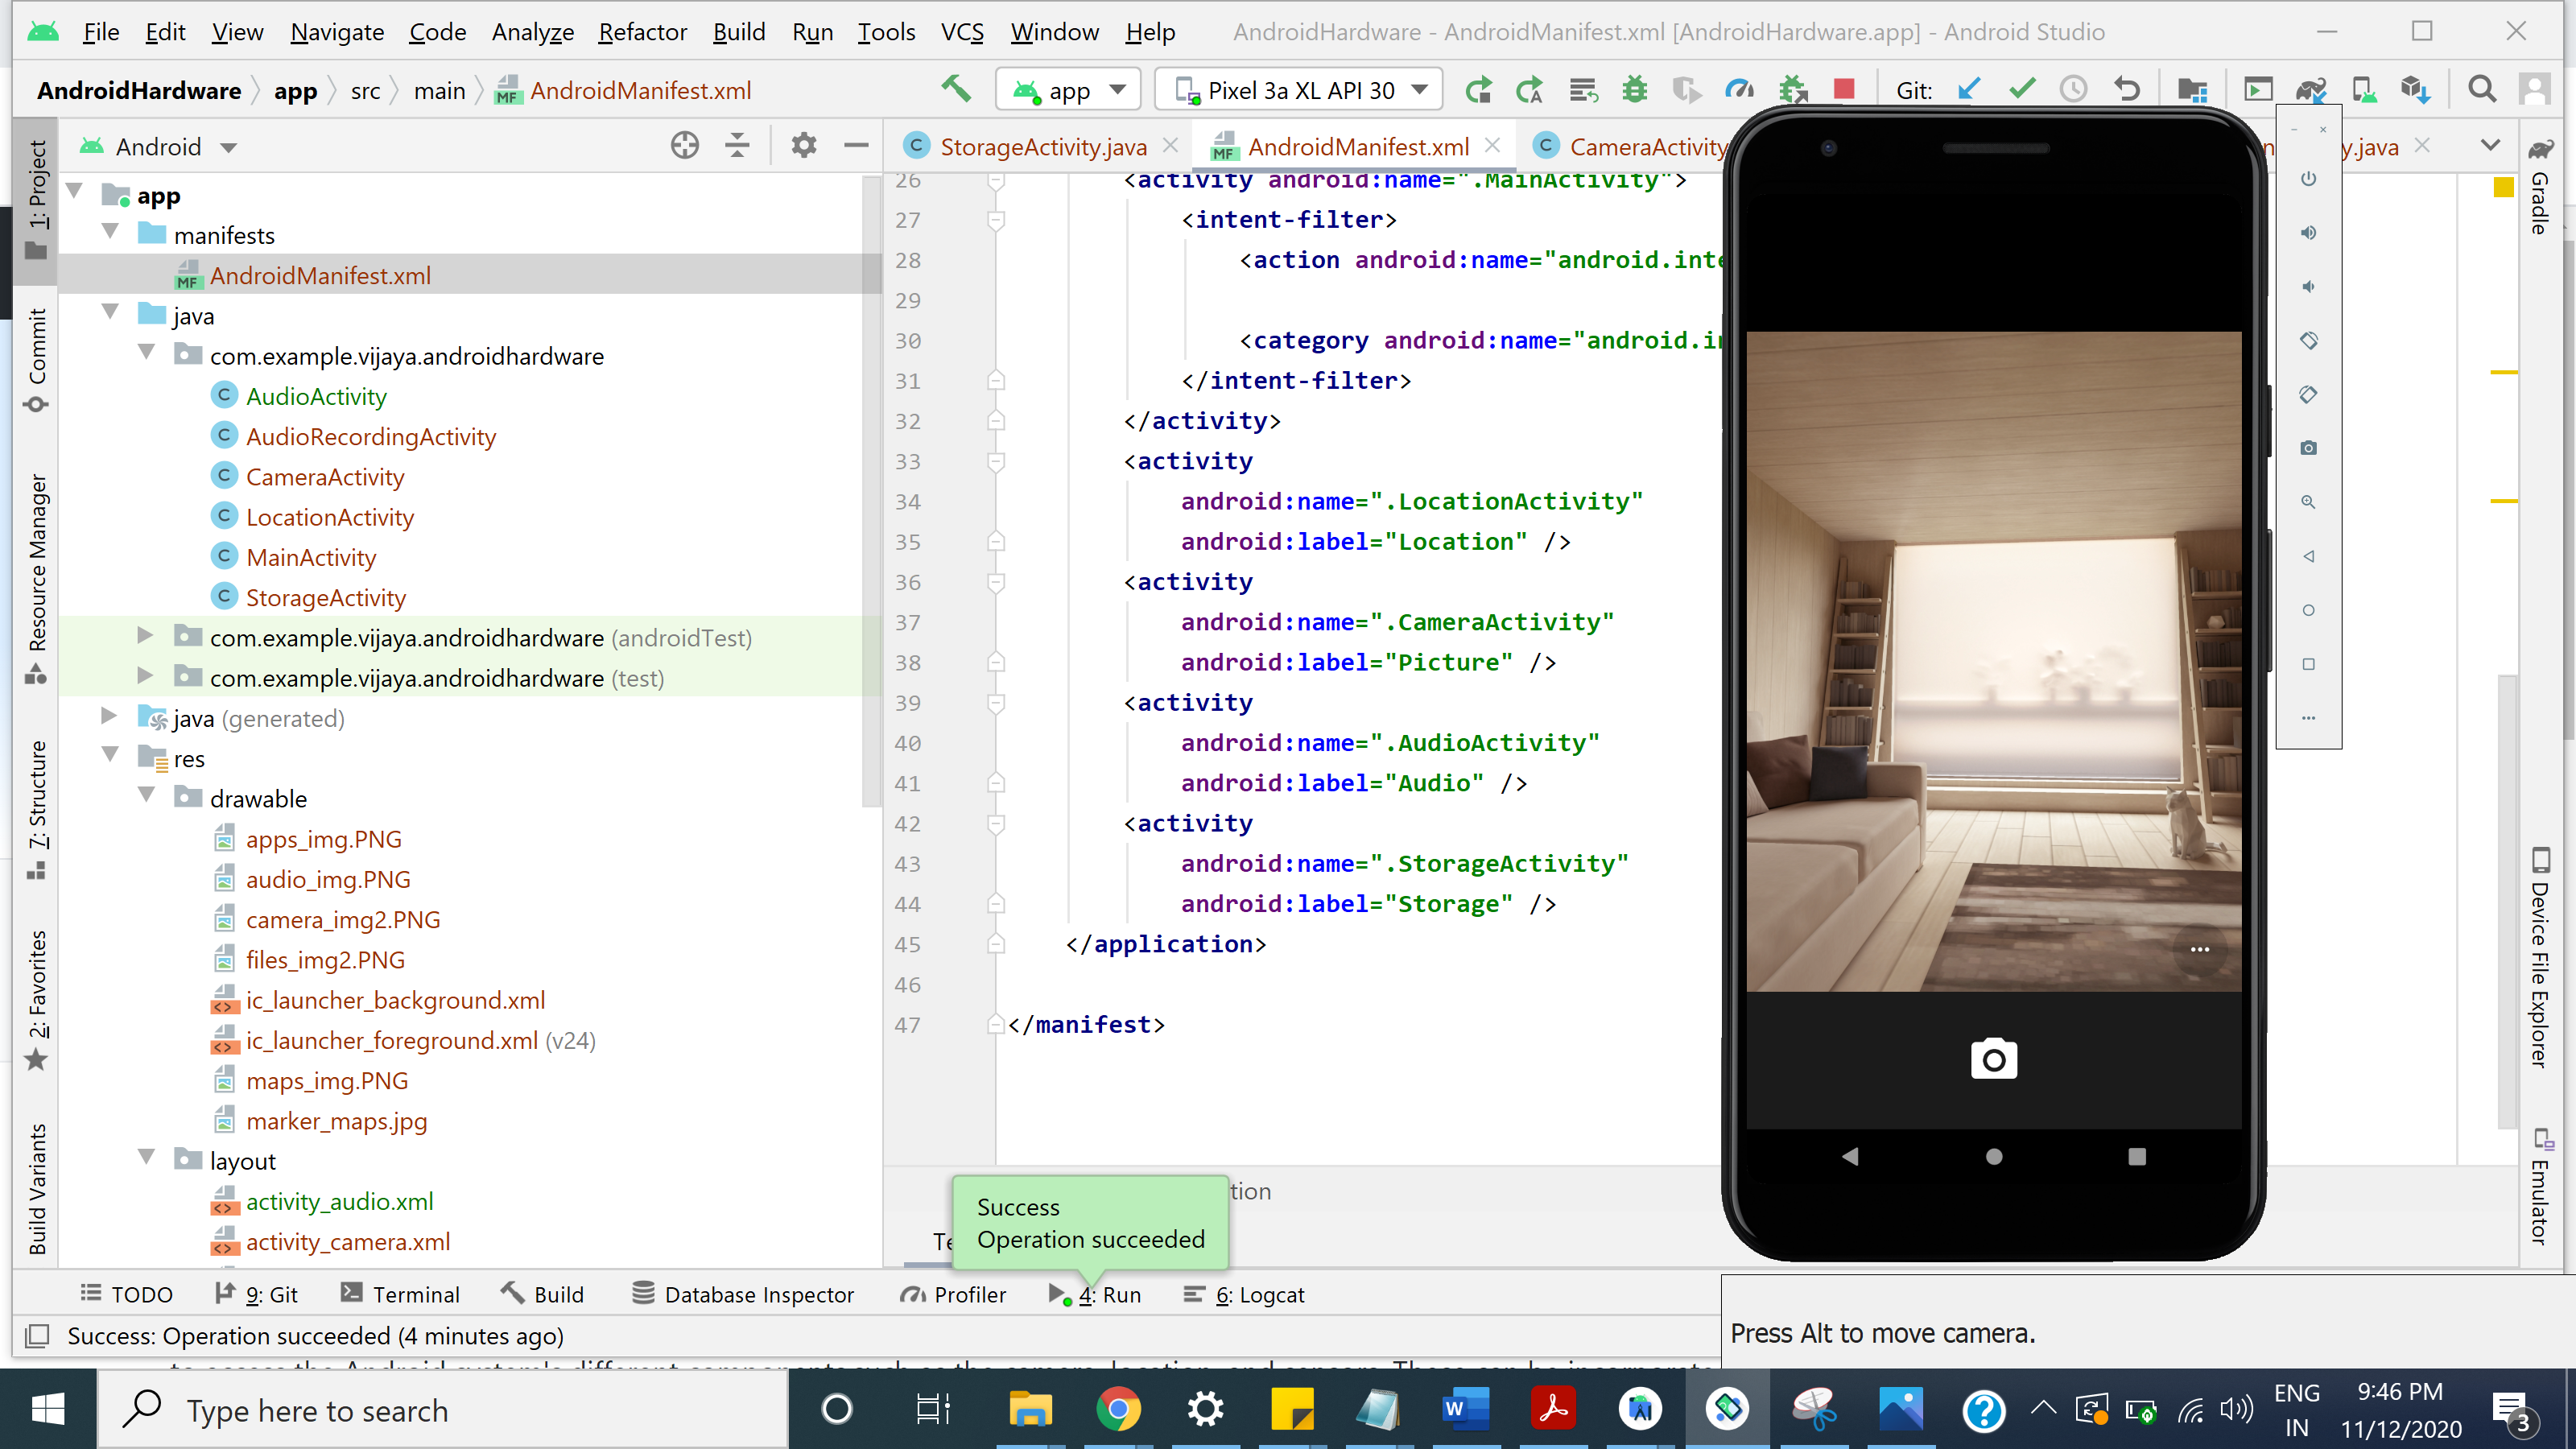 File Edit View Navigate Code Analyze Refactor Build Run Tools VCS Window Help AndroidHardware - AndroidManifest.xml [AndroidHardware.app] - Android Studio
AndroidHardware app src main AndroidManifest.xml app Pixel 3a XL API 30 Git:
Android
StorageActivity.java AndroidManifest.xml CameraActivity y.java
1: Project
Commit
Resource Manager
7: Structure
2: Favorites
Build Variants
app
manifests
AndroidManifest.xml
java
com.example.vijaya.androidhardware
AudioActivity
AudioRecordingActivity
CameraActivity
LocationActivity
MainActivity
StorageActivity
com.example.vijaya.androidhardware (androidTest)
com.example.vijaya.androidhardware (test)
java (generated)
res
drawable
apps_img.PNG
audio_img.PNG
camera_img2.PNG
files_img2.PNG
ic_launcher_background.xml
ic_launcher_foreground.xml (v24)
maps_img.PNG
marker_maps.jpg
layout
activity_audio.xml
activity_camera.xml
26 <activity android:name=".MainActivity">
27 <intent-filter>
28 <action android:name="android.inte
29
30 <category android:name="android.in
31 </intent-filter>
32 </activity>
33 <activity
34 android:name=".LocationActivity"
35 android:label="Location" />
36 <activity
37 android:name=".CameraActivity"
38 android:label="Picture" />
39 <activity
40 android:name=".AudioActivity"
41 android:label="Audio" />
42 <activity
43 android:name=".StorageActivity"
44 android:label="Storage" />
45 </application>
46
47 </manifest>
tion
Success
Operation succeeded
Gradle
Device File Explorer
Emulator
TODO 9: Git Terminal Build Database Inspector Profiler 4: Run 6: Logcat
Success: Operation succeeded (4 minutes ago)
Press Alt to move camera.
Type here to search
ENG
IN
9:46 PM
11/12/2020
3